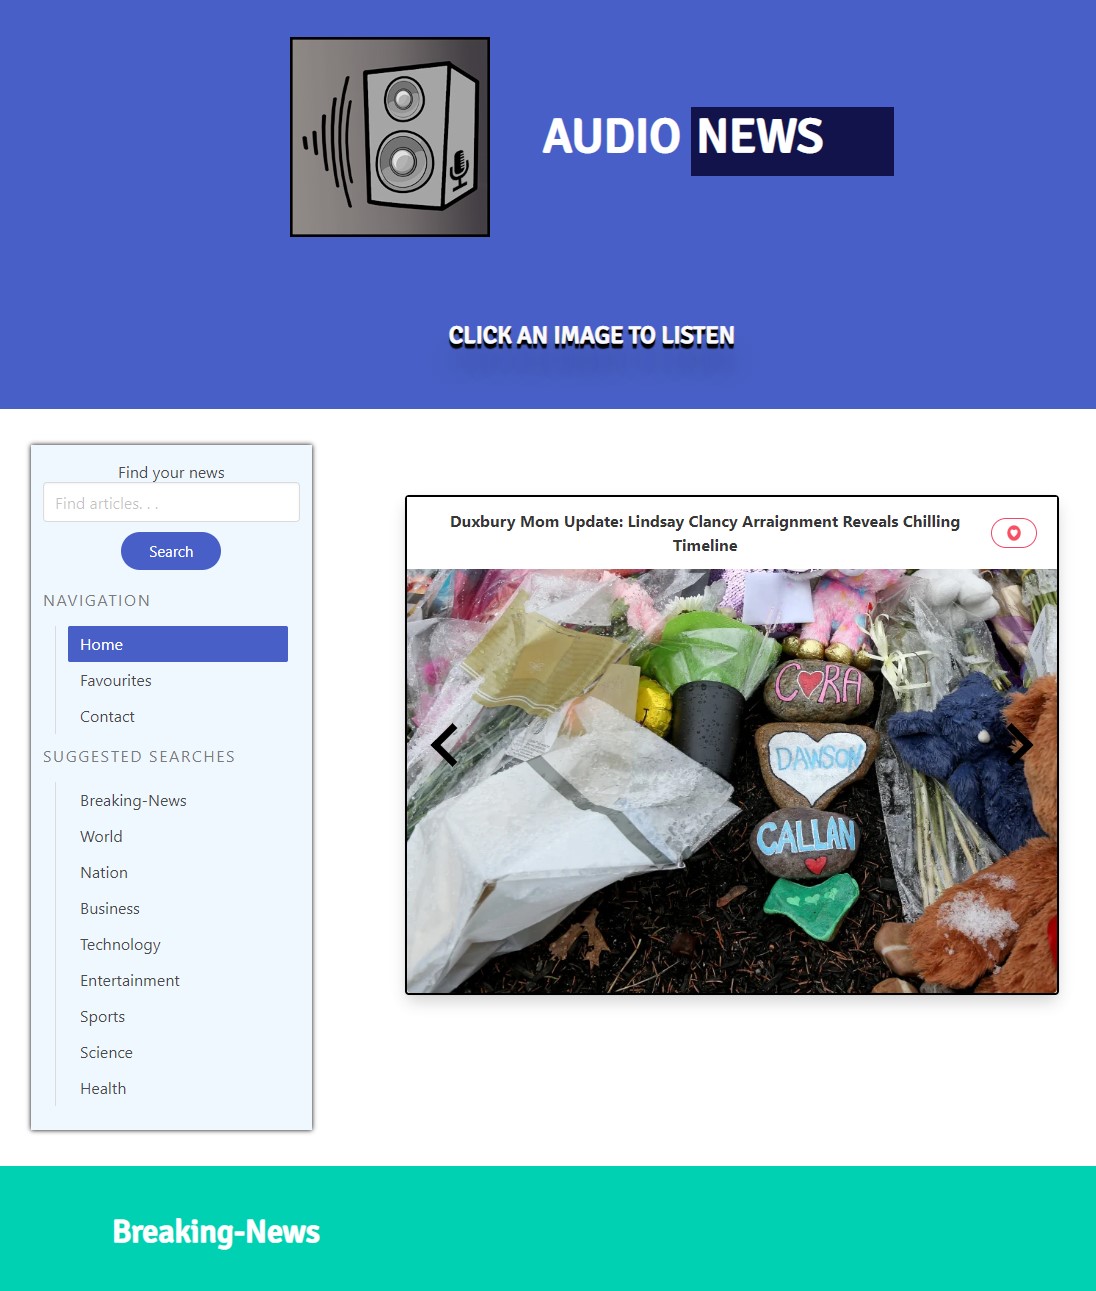 AUDIO NEWS
CLICK AN IMAGE TO LISTEN
Find your news
Find articles. . .
Search
NAVIGATION
Home
Favourites
Contact
SUGGESTED SEARCHES
Breaking-News
World
Nation
Business
Technology
Entertainment
Sports
Science
Health
Duxbury Mom Update: Lindsay Clancy Arraignment Reveals Chilling
Timeline
CORA
DAWSON
CALLAN
Breaking-News